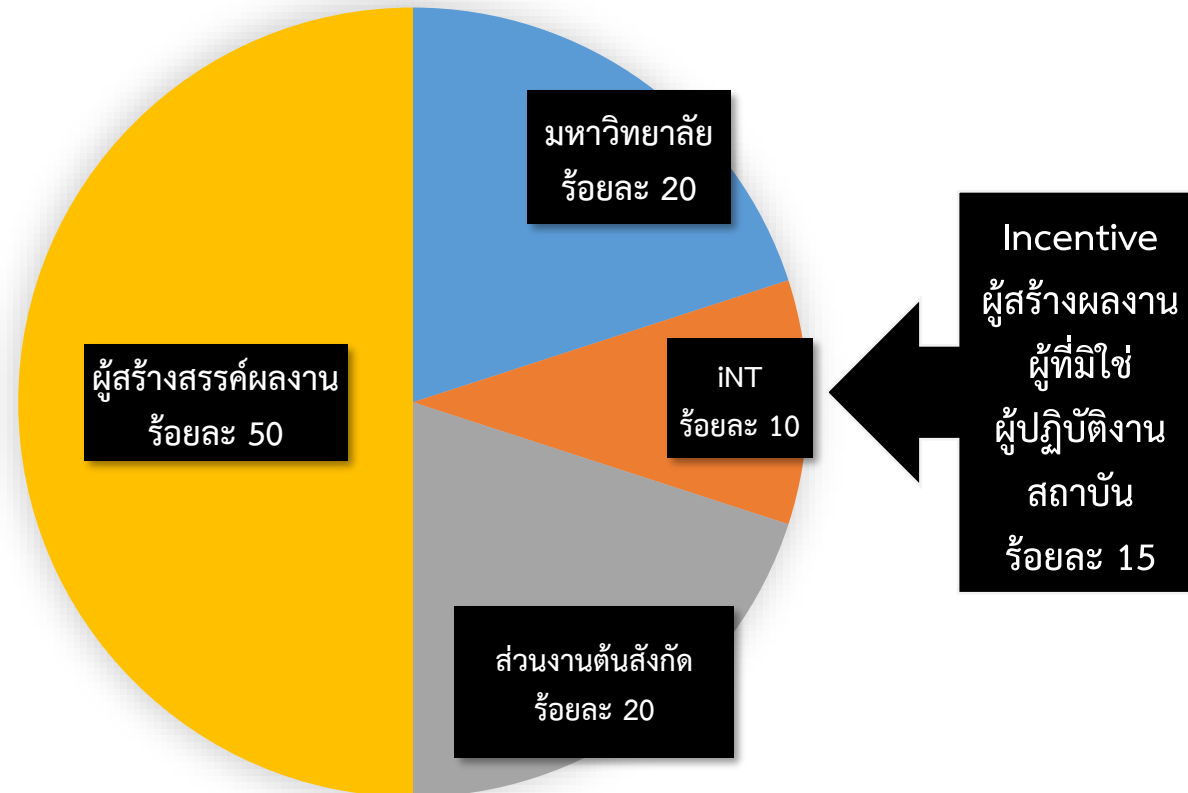 มหาวิทยาลัย
ร้อยละ 20
iNT
ร้อยละ 10
ส่วนงานต้นสังกัด
ร้อยละ 20
ผู้สร้างสรรค์ผลงาน
ร้อยละ 50
Incentive
ผู้สร้างผลงาน
ผู้ที่มิใช่
ผู้ปฏิบัติงาน
สถาบัน
ร้อยละ 15